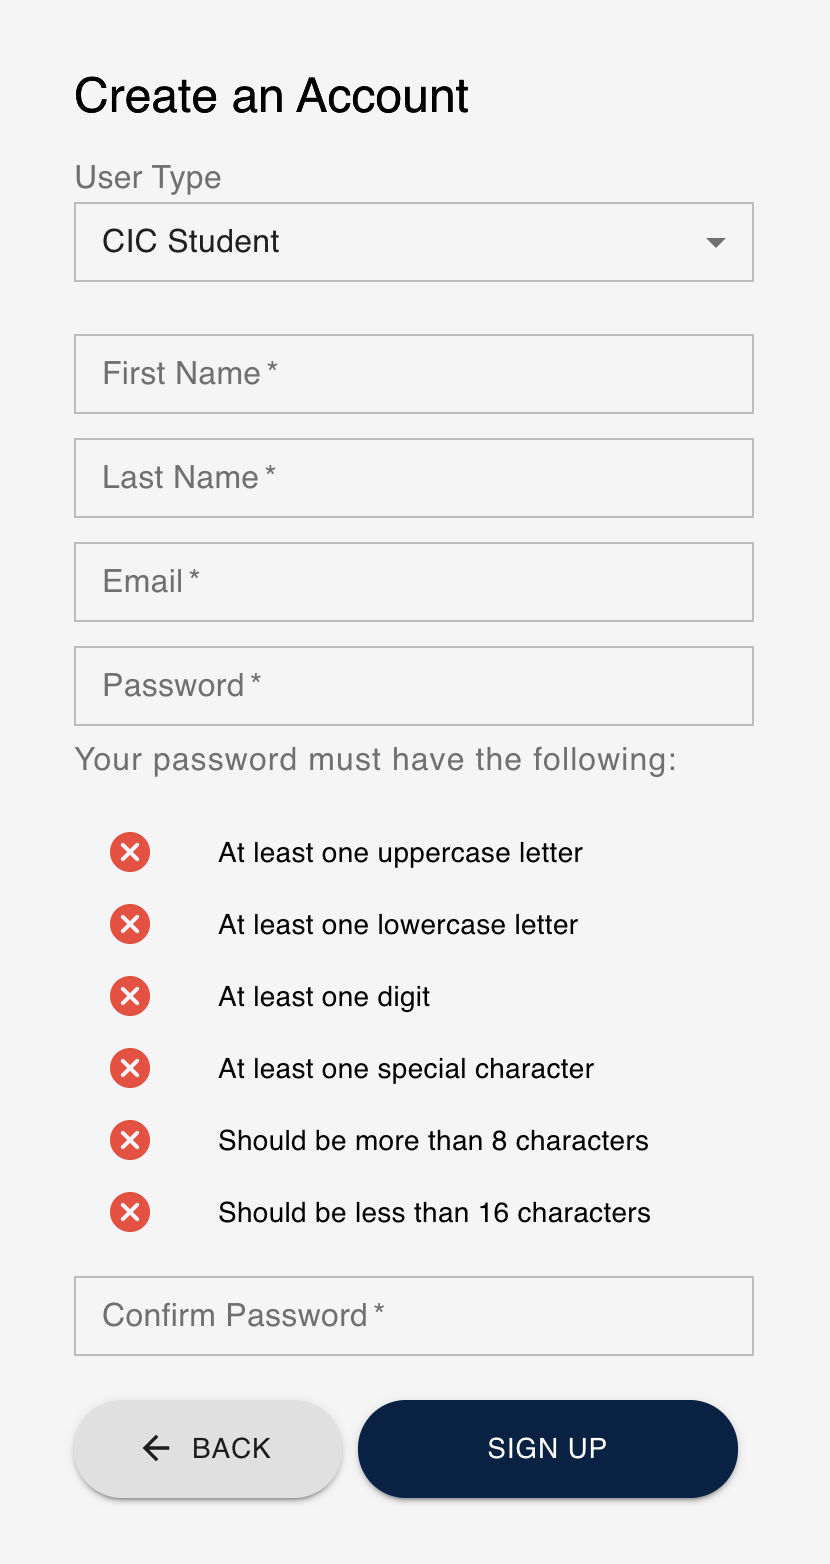 Create an Account
User Type
CIC Student
First Name *
Last Name *
Email *
Password *
Your password must have the following:
At least one uppercase letter
At least one lowercase letter
At least one digit
At least one special character
Should be more than 8 characters
Should be less than 16 characters
Confirm Password *
BACK
SIGN UP